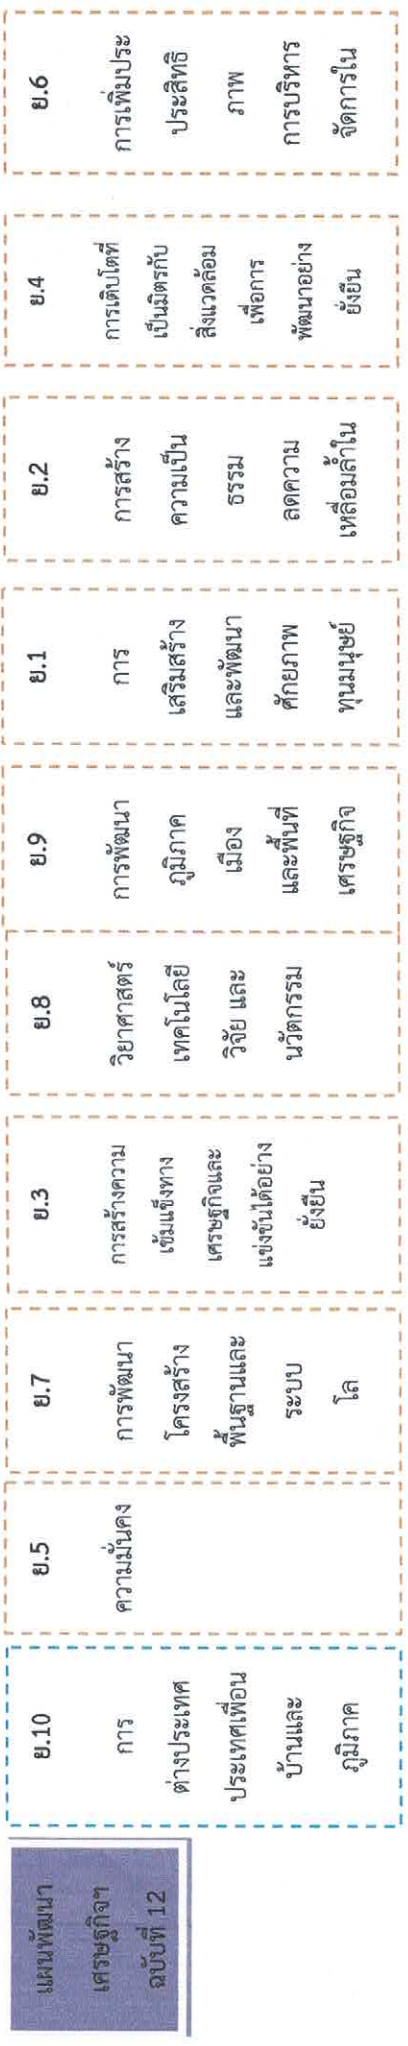 แผนพัฒนา
เศรษฐกิจฯ
ฉบับที่ 12
ย.10
การ
ต่างประเทศ
ประเทศเพื่อน
บ้านและ
ภูมิภาค
ย.5
ความมั่นคง
ย.7
การพัฒนา
โครงสร้าง
พื้นฐานและ
ระบบ
โล
ย.3
การสร้างความ
เข้มแข็งทาง
เศรษฐกิจและ
แข่งขันได้อย่าง
ยั่งยืน
ย.8
วิยาศาสตร์
เทคโนโลยี
วิจัย และ
นวัตกรรม
ย.9
การพัฒนา
ภูมิภาค
เมือง
และพื้นที่
เศรษฐกิจ
ย.1
การ
เสริมสร้าง
และพัฒนา
ศักยภาพ
ทุนมนุษย์
ย.2
การสร้าง
ความเป็น
ธรรม
ลดความ
เหลื่อมล้ำใน
ย.4
การเติบโตที่
เป็นมิตรกับ
สิ่งแวดล้อม
เพื่อการ
พัฒนาอย่าง
ยั่งยืน
ย.6
การเพิ่มประ
ประสิทธิ
ภาพ
การบริหาร
จัดการใน